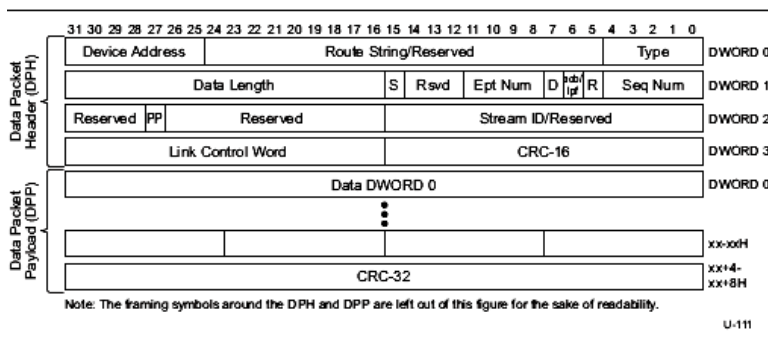 31 30 29 28 27 26 25 24 23 22 21 20 19 18 17 16 15 14 13 12 11 10 9 8 7 6 5 4 3 2 1 0
Data Packet Header (DPH)
Device Address Route String/Reserved Type DWORD 0
Data Length S Rsvd Ept Num D eob/lpf R Seq Num DWORD 1
Reserved PP Reserved Stream ID/Reserved DWORD 2
Link Control Word CRC-16 DWORD 3
Data Packet Payload (DPP)
Data DWORD 0 DWORD 0
xx-xxH
CRC-32 xx+4-
xx+8H
Note: The framing symbols around the DPH and DPP are left out of this figure for the sake of readability.
U-111